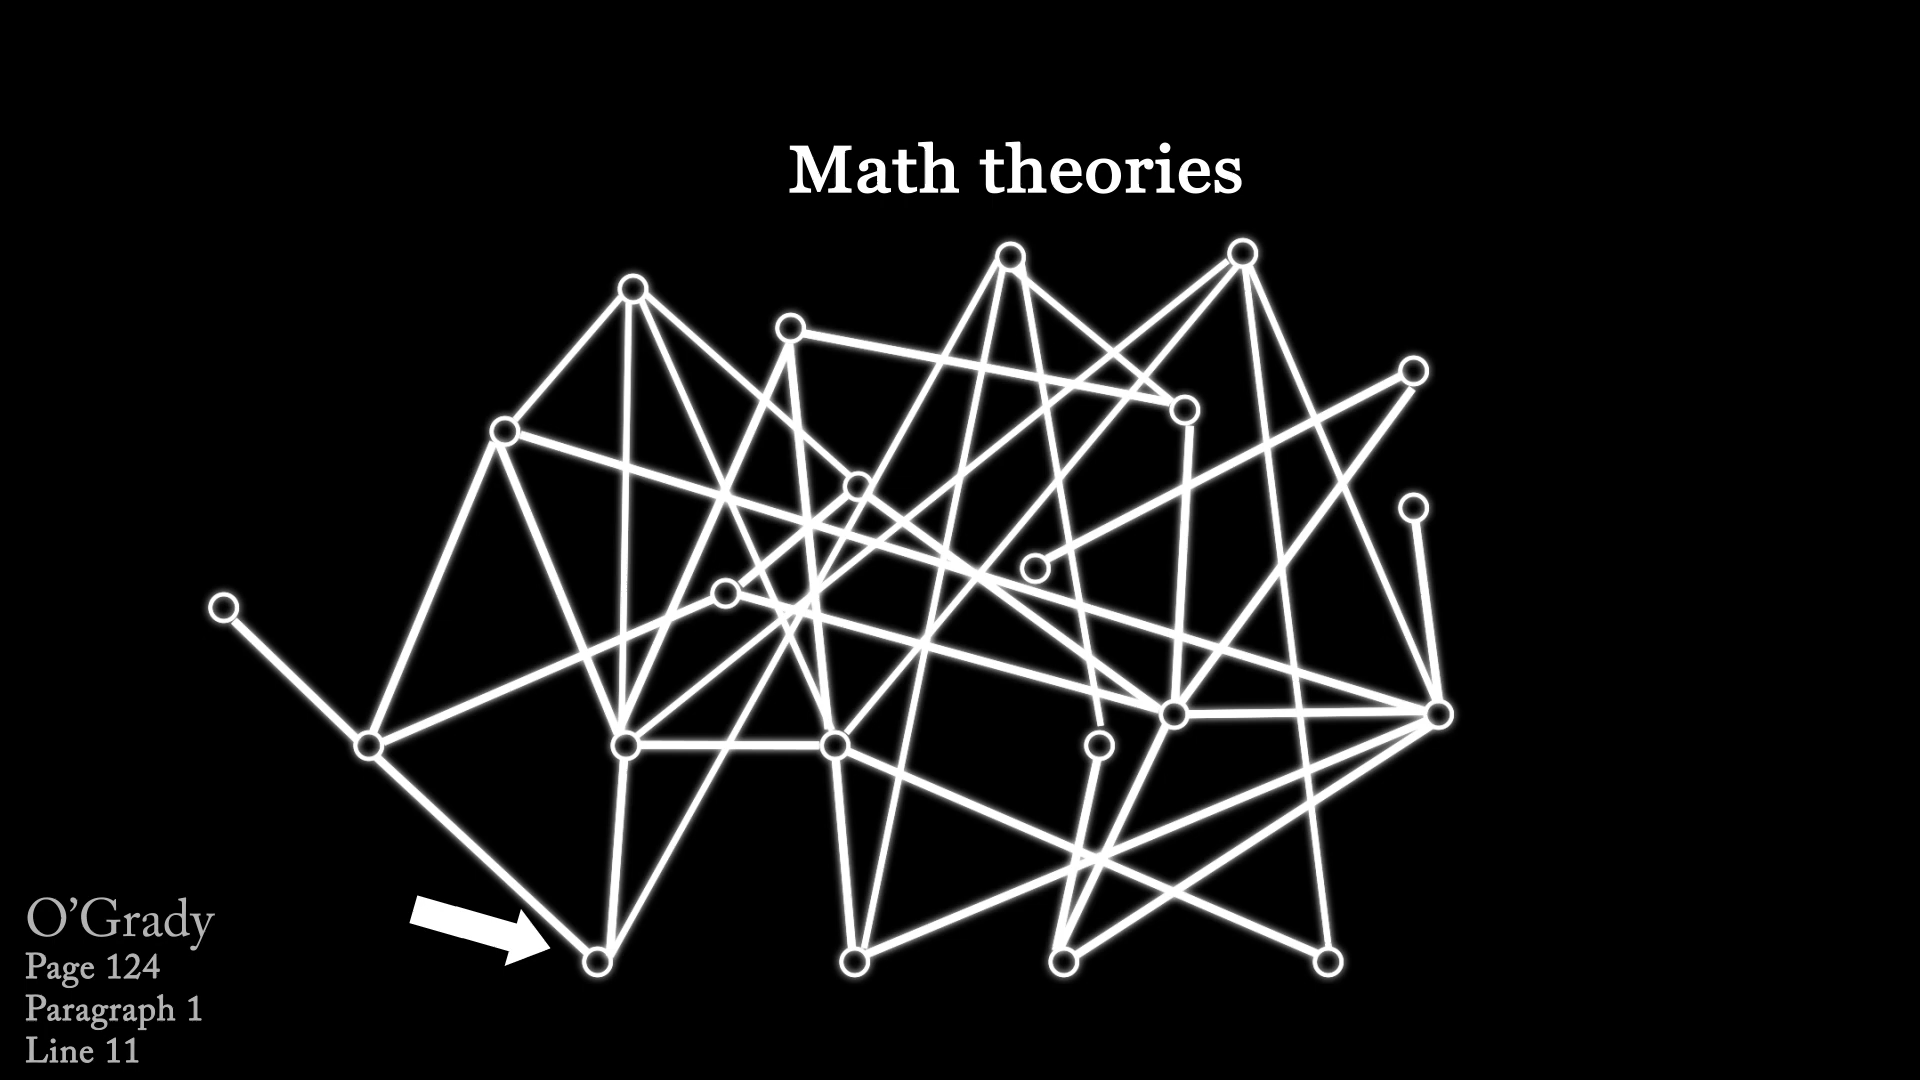 Math theories
O’Grady
Page 124
Paragraph 1
Line 11